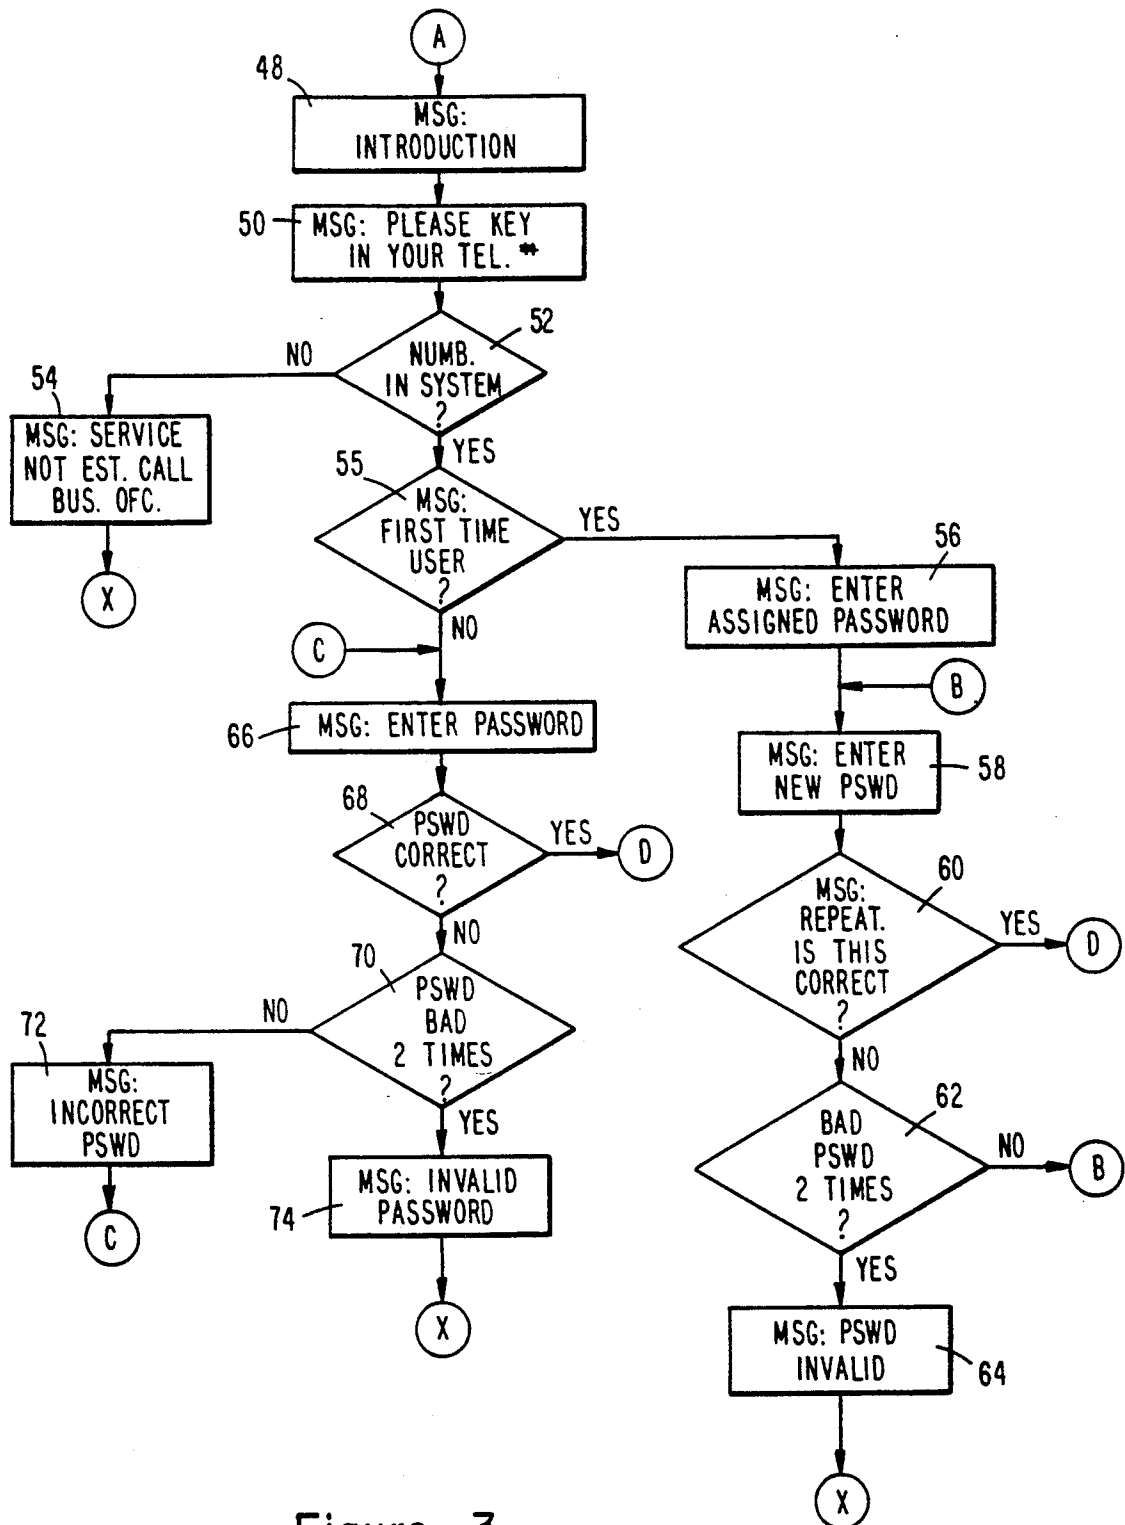 A
48
MSG:
INTRODUCTION
50
MSG: PLEASE KEY
IN YOUR TEL. #
52
NUMB.
IN SYSTEM
?
NO
YES
54
MSG: SERVICE
NOT EST. CALL
BUS. OFC.
X
55
MSG:
FIRST TIME
USER
?
YES
NO
56
MSG: ENTER
ASSIGNED PASSWORD
C
B
66
MSG: ENTER PASSWORD
MSG: ENTER
NEW PSWD
58
68
PSWD
CORRECT
?
YES
D
NO
60
MSG:
REPEAT.
IS THIS
CORRECT
?
YES
D
NO
70
PSWD
BAD
2 TIMES
?
NO
YES
72
MSG:
INCORRECT
PSWD
C
62
BAD
PSWD
2 TIMES
?
NO
B
YES
74
MSG: INVALID
PASSWORD
X
MSG: PSWD
INVALID
64
X
Figure 3